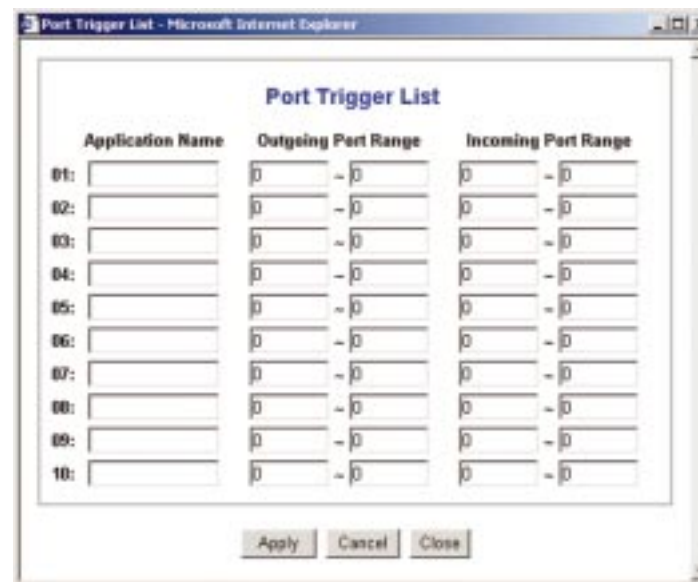 Port Trigger List - Microsoft Internet Explorer
Port Trigger List
Application Name Outgoing Port Range Incoming Port Range
01: 0 ~ 0 0 ~ 0
02: 0 ~ 0 0 ~ 0
03: 0 ~ 0 0 ~ 0
04: 0 ~ 0 0 ~ 0
05: 0 ~ 0 0 ~ 0
06: 0 ~ 0 0 ~ 0
07: 0 ~ 0 0 ~ 0
08: 0 ~ 0 0 ~ 0
09: 0 ~ 0 0 ~ 0
10: 0 ~ 0 0 ~ 0
Apply Cancel Close